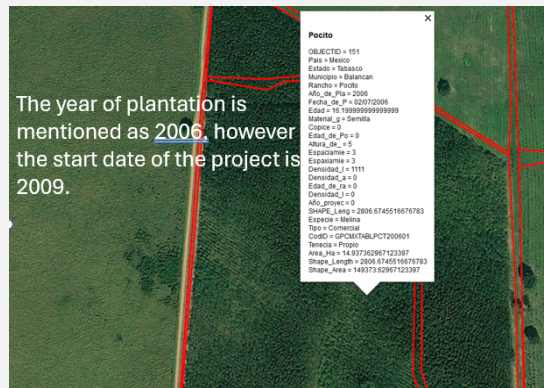 The year of plantation is
mentioned as 2006, however
the start date of the project is
2009.
Pocito
OBJECTID = 151
Pais = Mexico
Estado = Tabasco
Municipio = Balancan
Rancho = Pocito
Año_de_Pla = 2006
Fecha_de_P = 02/07/2006
Edad = 16.199999999999999
Material_g = Semilla
Copice = 0
Edad_de_Po = 0
Altura_de_ = 5
Espaciamie = 3
Espaxiamie = 3
Densidad_I = 1111
Densidad_a = 0
Edad_de_ra = 0
Densidad_I = 0
Año_proyec = 0
SHAPE_Leng = 2806.6745516676783
Especie = Melina
Tipo = Comercial
CodID = GPCMXTABLPCT200601
Tenecia = Propio
Area_Ha = 14.937362967123397
Shape_Length = 2806.6745516676783
Shape_Area = 149373.62967123397